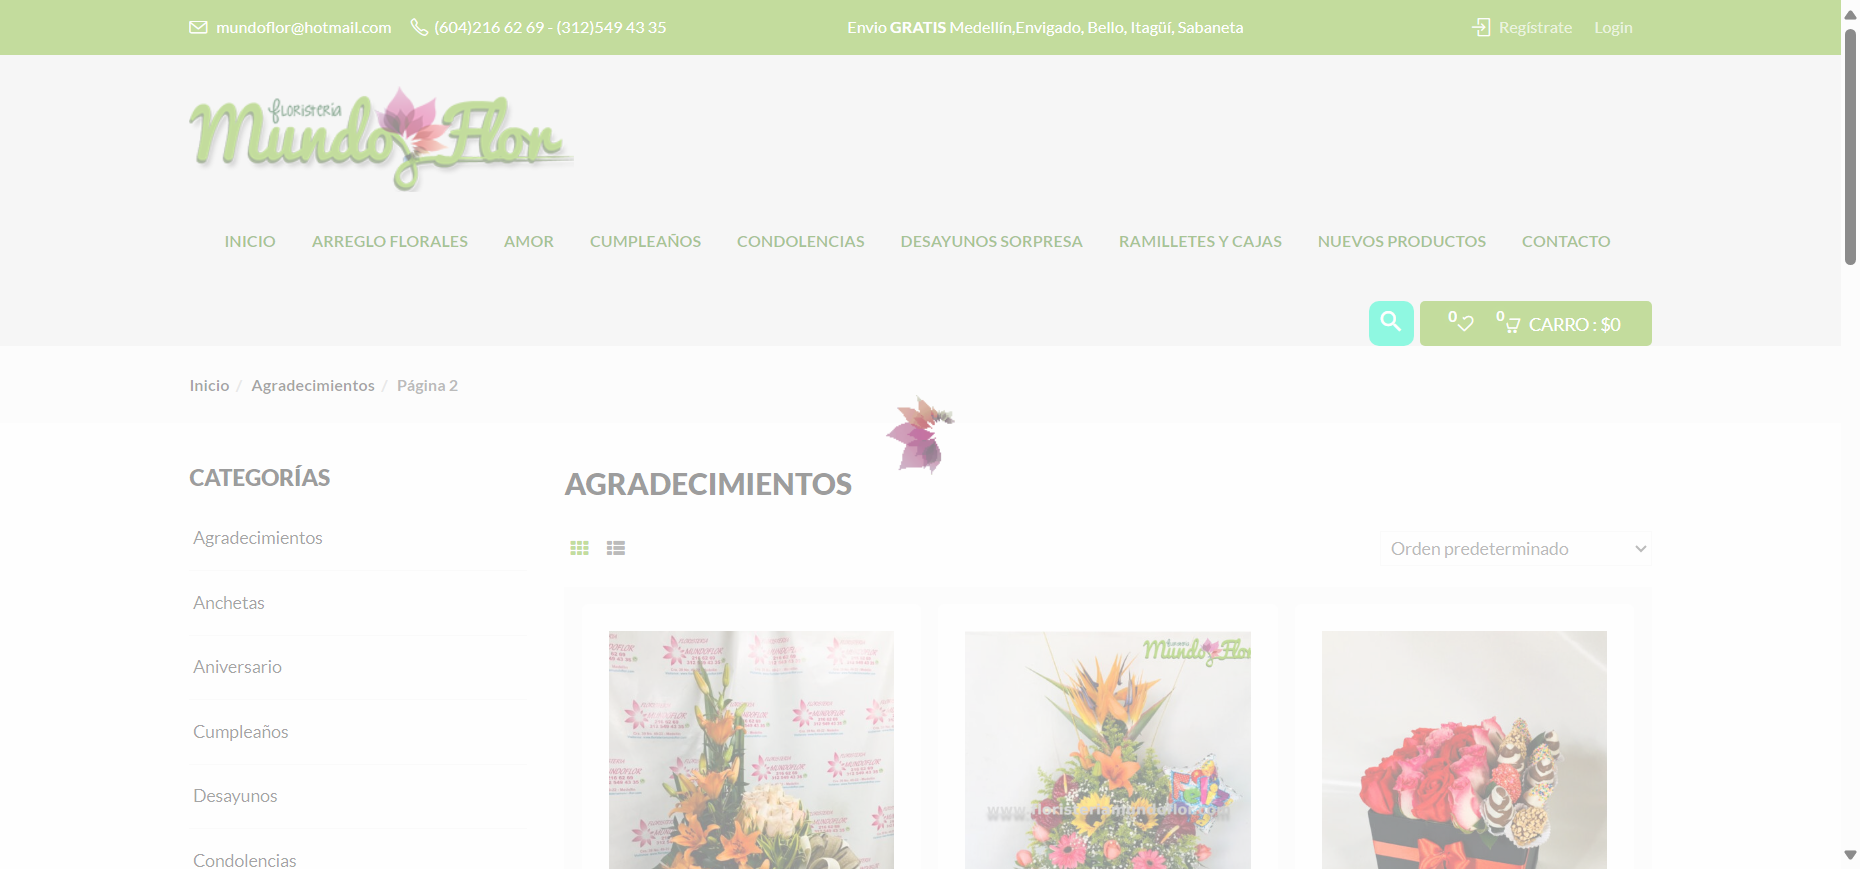 mundoflor@hotmail.com (604)216 62 69 - (312)549 43 35 Envio GRATIS Medellín,Envigado, Bello, Itagüí, Sabaneta Regístrate Login
floristería
Mundo Flor
INICIO ARREGLO FLORALES AMOR CUMPLEAÑOS CONDOLENCIAS DESAYUNOS SORPRESA RAMILLETES Y CAJAS NUEVOS PRODUCTOS CONTACTO
0 0 CARRO : $0
Inicio / Agradecimientos / Página 2
CATEGORÍAS
Agradecimientos
Anchetas
Aniversario
Cumpleaños
Desayunos
Condolencias
AGRADECIMIENTOS
Orden predeterminado
Mundo Flor
www.floristeriamundoflor.com